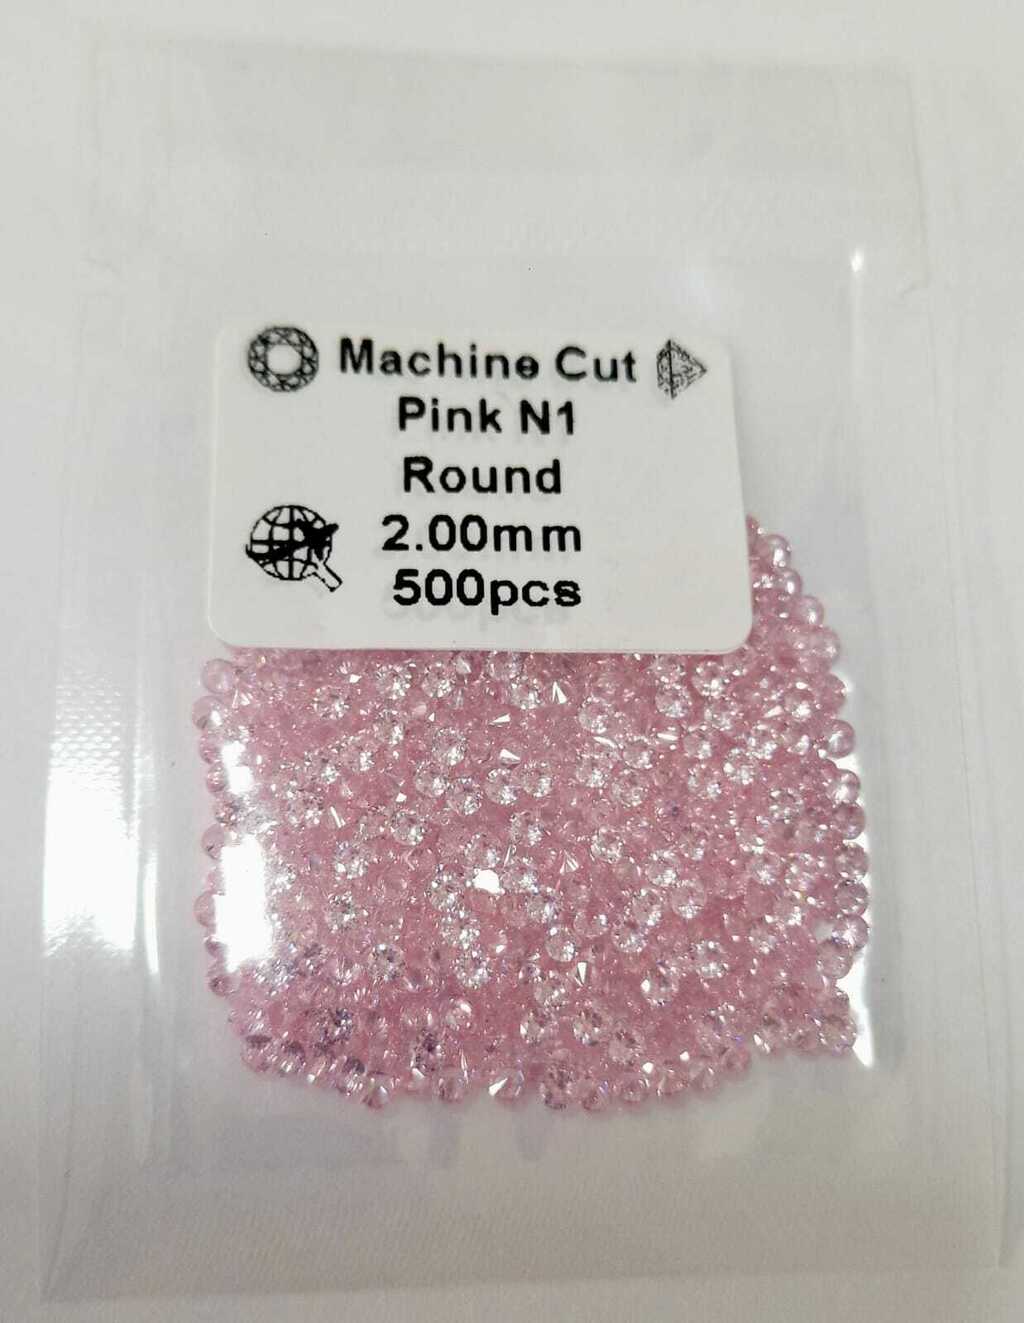 Machine Cut
Pink N1
Round
2.00mm
500pcs